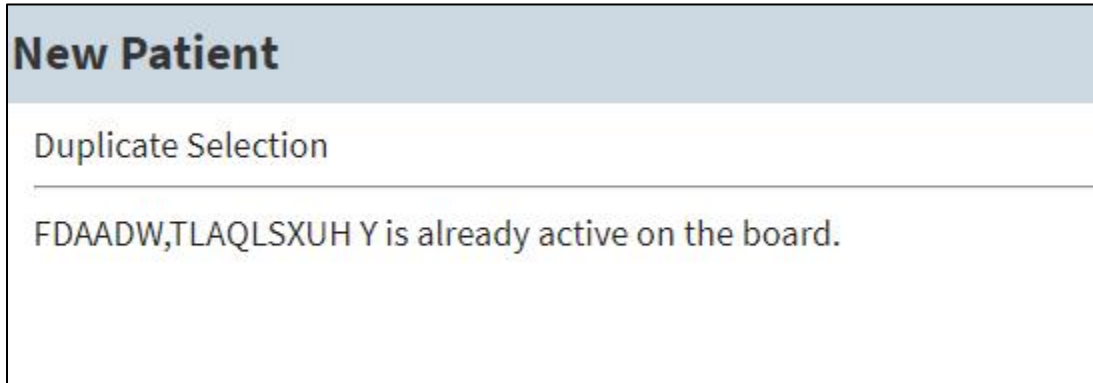 New Patient
Duplicate Selection
FDAADW,TLAQLSXUH Y is already active on the board.